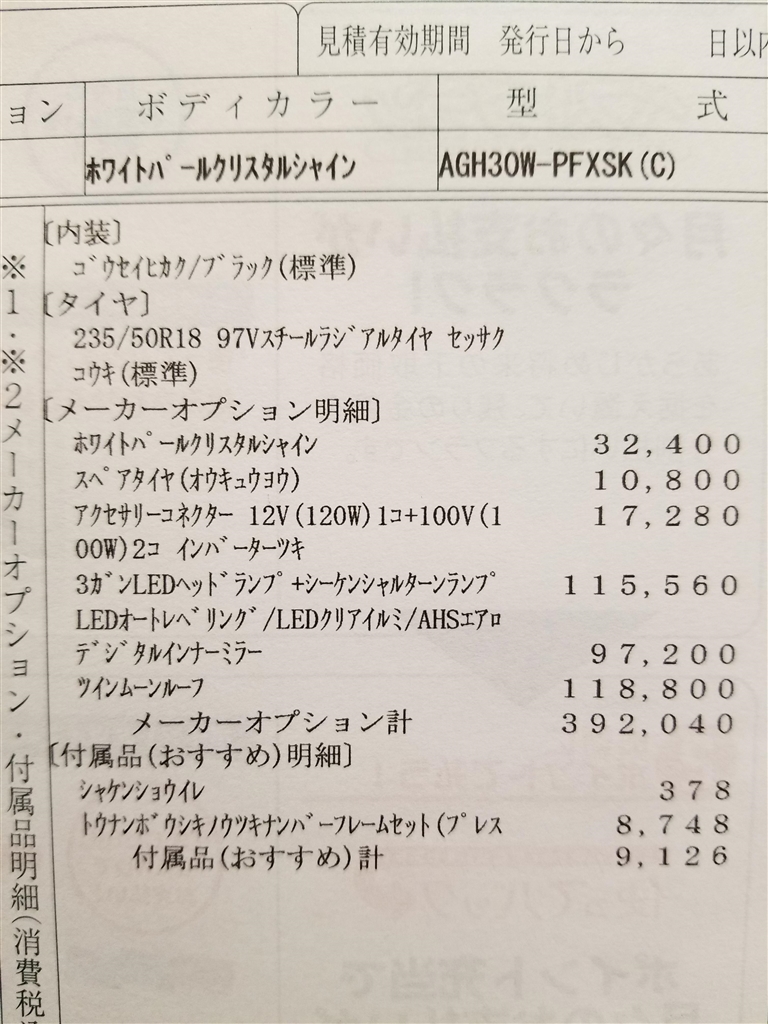 見積有効期間 発行日から 日以内
ョン ボディカラー 型 式
ﾎﾜｲﾄﾊﾟｰﾙｸﾘｽﾀﾙｼｬｲﾝ AGH30W-PFXSK(C)
〔内装〕
ｺﾞｳｾｲﾋｶｸ/ﾌﾞﾗｯｸ(標準)
〔タイヤ〕
235/50R18 97Vｽﾁｰﾙﾗｼﾞｱﾙﾀｲﾔ ｾｯｻｸ
ｺｳｷ(標準)
〔メーカーオプション明細〕
ﾎﾜｲﾄﾊﾟｰﾙｸﾘｽﾀﾙｼｬｲﾝ 32,400
ｽﾍﾟｱﾀｲﾔ(ｵｳｷｭｳﾖｳ) 10,800
ｱｸｾｻﾘｰｺﾈｸﾀｰ 12V(120W)1ｺ+100V(1 17,280
00W)2ｺ ｲﾝﾊﾞｰﾀｰﾂｷ
3ｶﾞﾝLEDﾍｯﾄﾞﾗﾝﾌﾟ+ｼｰｹﾝｼｬﾙﾀｰﾝﾗﾝﾌﾟ 115,560
LEDｵｰﾄﾚﾍﾞﾘﾝｸﾞ/LEDｸﾘｱｲﾙﾐ/AHSｴｱﾛ
ﾃﾞｼﾞﾀﾙｲﾝﾅｰﾐﾗｰ 97,200
ﾂｲﾝﾑｰﾝﾙｰﾌ 118,800
メーカーオプション計 392,040
〔付属品(おすすめ)明細〕
ｼｬｹﾝｼｮｳｲﾚ 378
ﾄｳﾅﾝﾎﾞｳｼｷﾉｳﾂｷﾅﾝﾊﾞｰﾌﾚｰﾑｾｯﾄ(ﾌﾟﾚｽ 8,748
付属品(おすすめ)計 9,126
※1・※2メーカーオプション・付属品明細(消費税